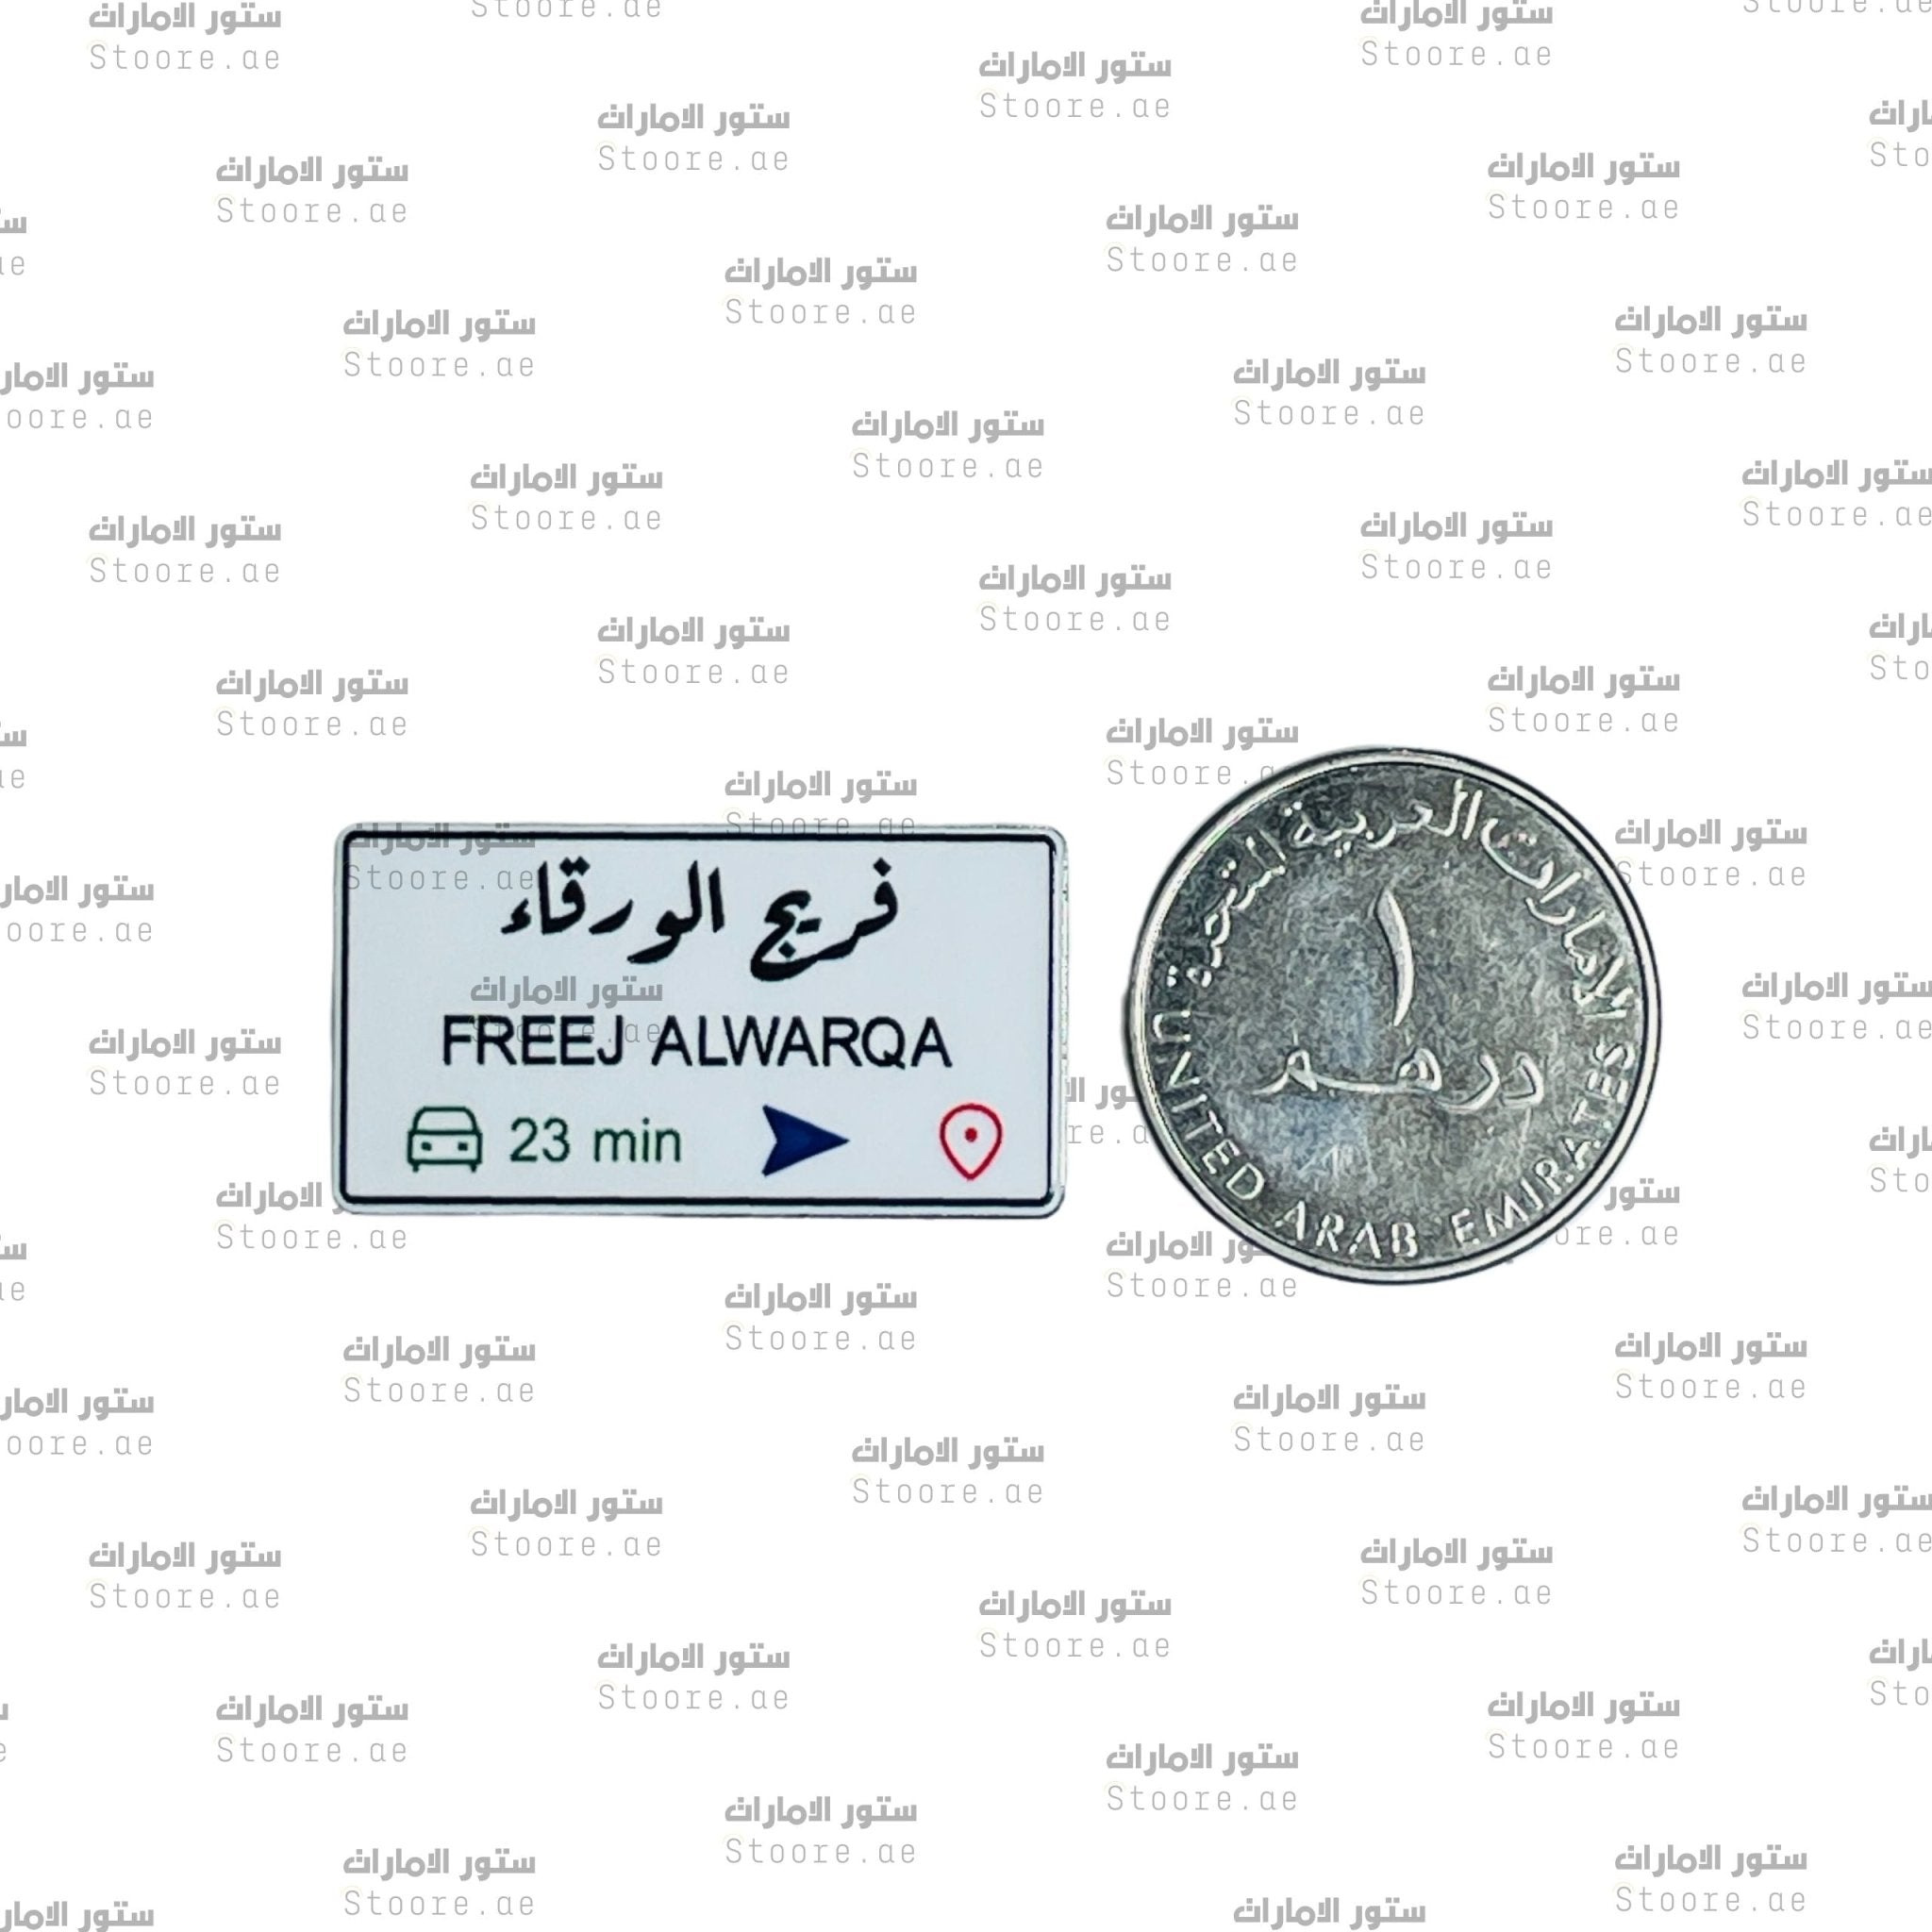 فريج الورقاء
FREEJ ALWARQA
23 min
الإمارات العربية المتحدة
١
درهم
UNITED ARAB EMIRATES
ستور الامارات
Stoore.ae